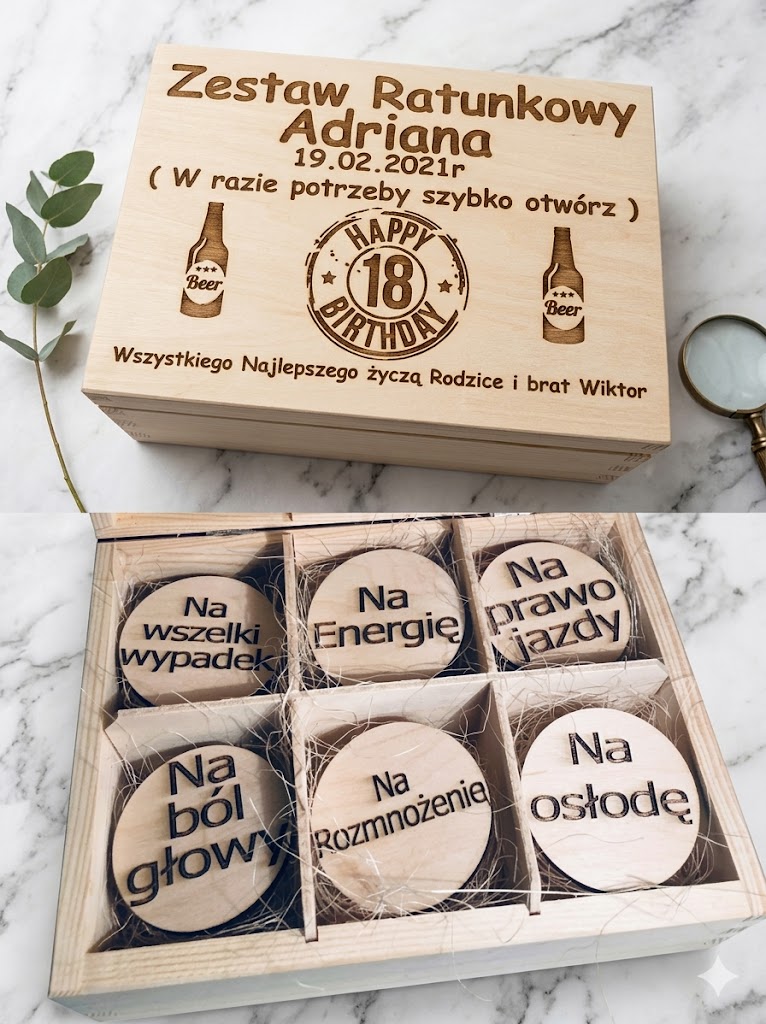 Zestaw Ratunkowy
Adriana
19.02.2021r
( W razie potrzeby szybko otwórz )
Beer
HAPPY
18
BIRTHDAY
Beer
Wszystkiego Najlepszego życzą Rodzice i brat Wiktor
Na
wszelki
wypadek
Na
Energię
Na
prawo
jazdy
Na
ból
głowy
Na
Rozmnożenie
Na
osłodę